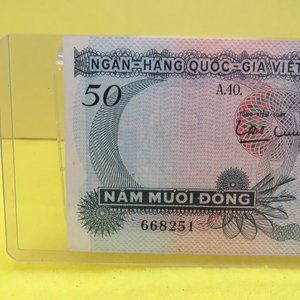 NGÂN-HÀNG QUỐC-GIA VIỆT
50 A.40.
NĂM MƯƠI ĐỒNG
668251